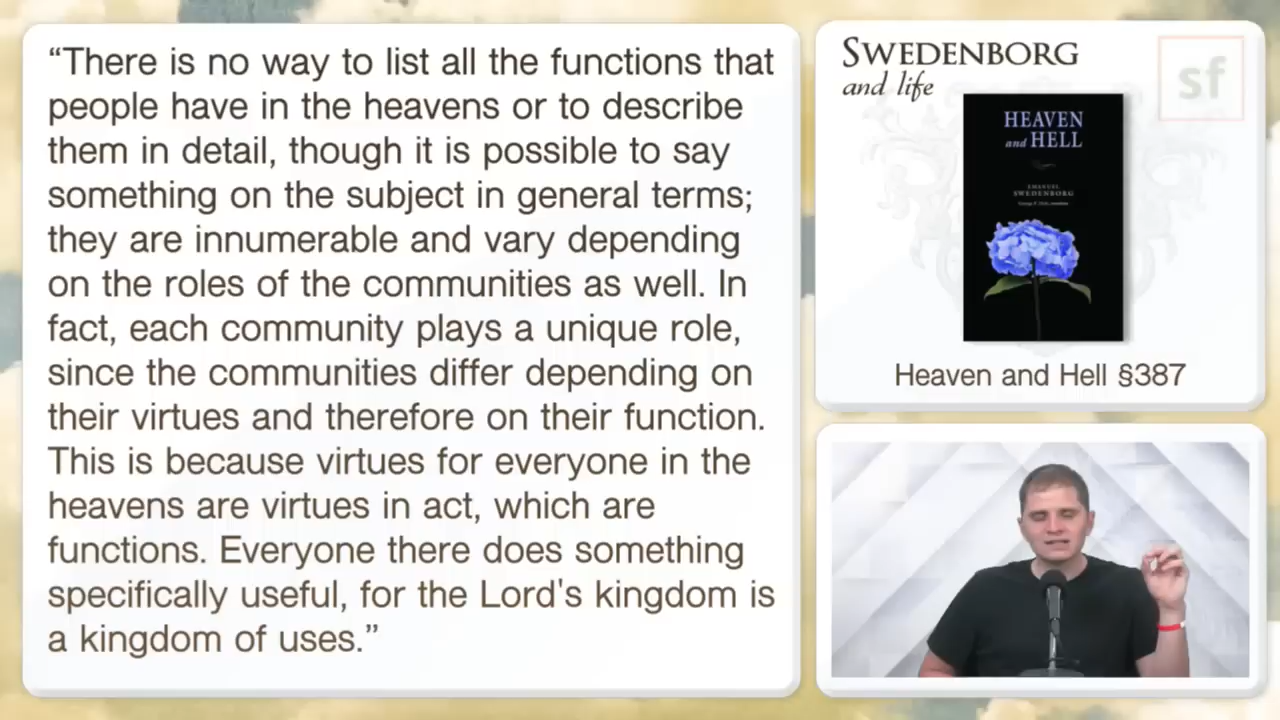 “There is no way to list all the functions that
people have in the heavens or to describe
them in detail, though it is possible to say
something on the subject in general terms;
they are innumerable and vary depending
on the roles of the communities as well. In
fact, each community plays a unique role,
since the communities differ depending on
their virtues and therefore on their function.
This is because virtues for everyone in the
heavens are virtues in act, which are
functions. Everyone there does something
specifically useful, for the Lord's kingdom is
a kingdom of uses.”
SWEDENBORG
and life
sf
HEAVEN
and HELL
EMANUEL
SWEDENBORG
Heaven and Hell §387